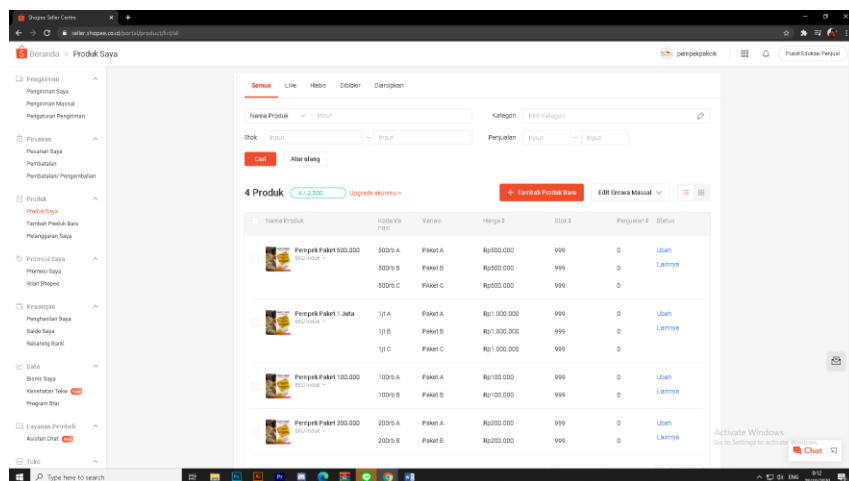 Shopee Seller Centre
seller.shopee.co.id/portal/product/list/all
Beranda > Produk Saya
pempekpakcik
Pusat Edukasi Penjual
Pengiriman
Pengiriman Saya
Pengiriman Massal
Pengaturan Pengiriman
Pesanan
Pesanan Saya
Pembatalan
Pembatalan/ Pengembalian
Produk
Produk Saya
Tambah Produk Baru
Pelanggaran Saya
Promosi Saya
Promosi Saya
Iklan Shopee
Keuangan
Penghasilan Saya
Saldo Saya
Rekening Bank
Data
Bisnis Saya
Kesehatan Toko
Program Star
Layanan Pembeli
Asisten Chat
Toko
Semua Live Habis Diblokir Diarsipkan
Nama Produk Input Kategori Pilih Kategori
Stok Input – Input Penjualan Input – Input
Cari Atur ulang
4 Produk 4 / 2.000 Upgrade akunmu > + Tambah Produk Baru Edit Secara Massal
Nama Produk Kode Variasi Variasi Harga Stok Penjualan Status
Pempek Paket 500.000 500rb A Paket A Rp500.000 999 0 Ubah
SKU Induk: -
500rb B Paket B Rp500.000 999 0 Lainnya
500rb C PAket C Rp500.000 999 0
Pempek Paket 1 Juta 1jt A Paket A Rp1.000.000 999 0 Ubah
SKU Induk: -
1jt B Paket B Rp1.000.000 999 0 Lainnya
1jt C Paket C Rp1.000.000 999 0
Pempek Paket 100.000 100rb A Paket A Rp100.000 999 0 Ubah
SKU Induk: -
100rb B Paket B Rp100.000 999 0 Lainnya
Pempek Paket 200.000 200rb A Paket A Rp200.000 999 0 Ubah
SKU Induk: -
200rb B Paket B Rp200.000 999 0 Lainnya
Activate Windows
Go to Settings to activate Windows.
Chat
Type here to search
ENG